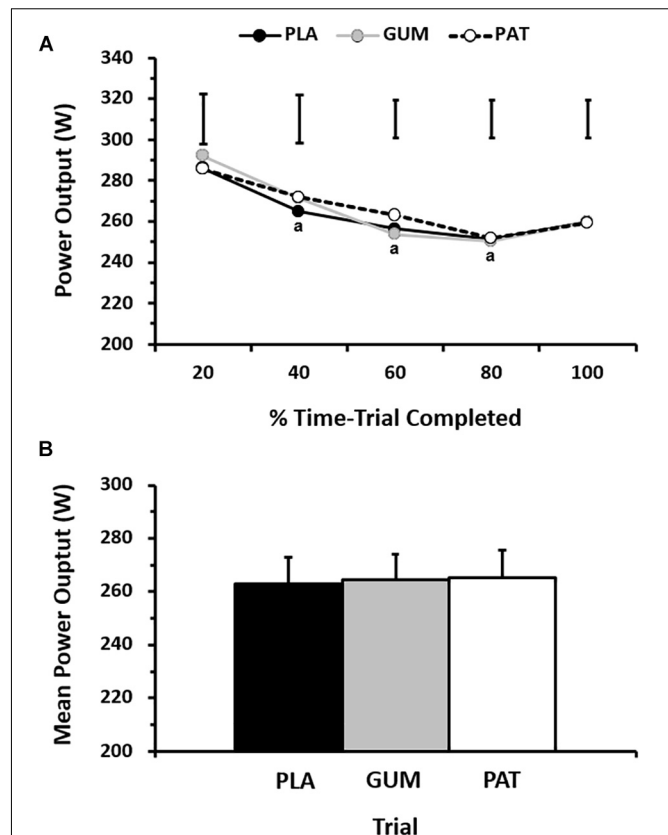 A
PLA GUM PAT
340
320
300
280
260
240
220
200
Power Output (W)
a
a
a
20 40 60 80 100
% Time-Trial Completed
B
300
280
260
240
220
200
Mean Power Ouptut (W)
PLA GUM PAT
Trial